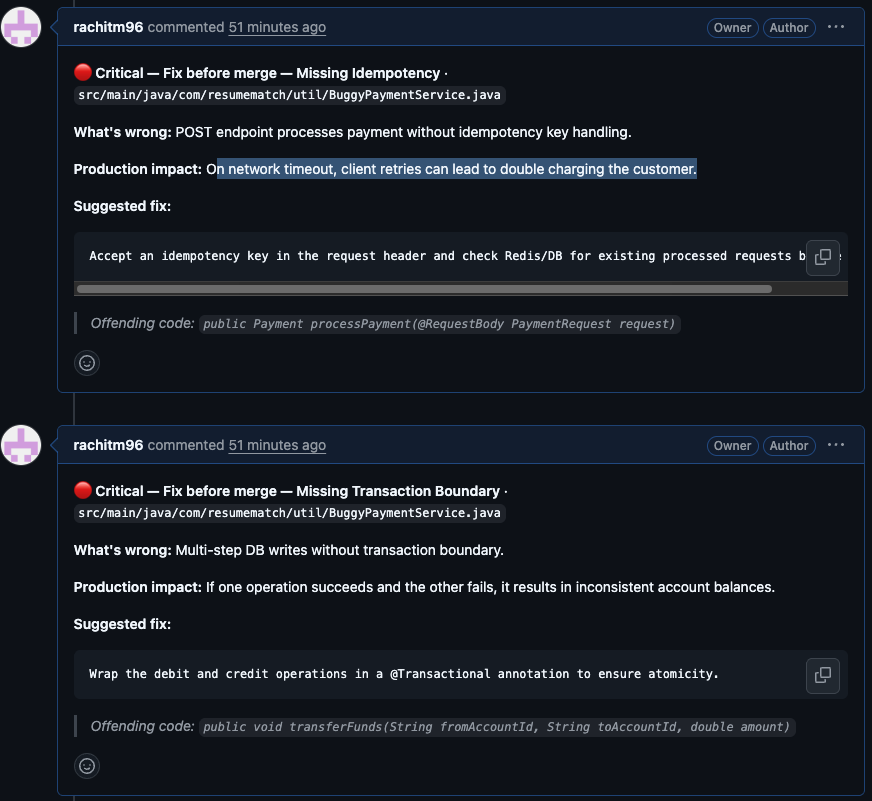 rachitm96 commented 51 minutes ago Owner Author
Critical — Fix before merge — Missing Idempotency ·
src/main/java/com/resumematch/util/BuggyPaymentService.java
What's wrong: POST endpoint processes payment without idempotency key handling.
Production impact: On network timeout, client retries can lead to double charging the customer.
Suggested fix:
Accept an idempotency key in the request header and check Redis/DB for existing processed requests
Offending code: public Payment processPayment(@RequestBody PaymentRequest request)
rachitm96 commented 51 minutes ago Owner Author
Critical — Fix before merge — Missing Transaction Boundary ·
src/main/java/com/resumematch/util/BuggyPaymentService.java
What's wrong: Multi-step DB writes without transaction boundary.
Production impact: If one operation succeeds and the other fails, it results in inconsistent account balances.
Suggested fix:
Wrap the debit and credit operations in a @Transactional annotation to ensure atomicity.
Offending code: public void transferFunds(String fromAccountId, String toAccountId, double amount)